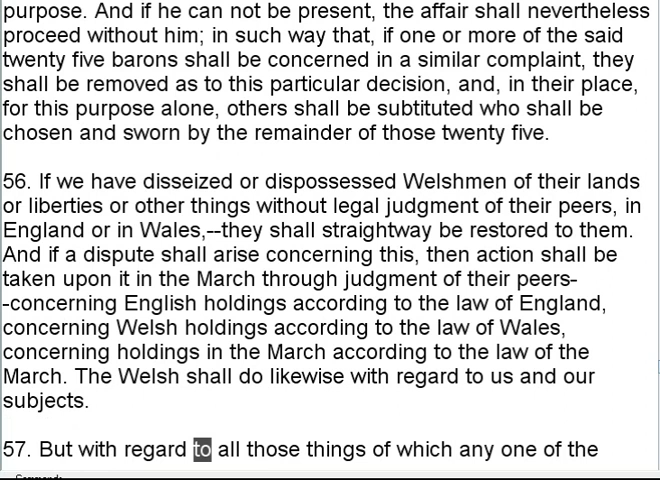 purpose. And if he can not be present, the affair shall nevertheless
proceed without him; in such way that, if one or more of the said
twenty five barons shall be concerned in a similar complaint, they
shall be removed as to this particular decision, and, in their place,
for this purpose alone, others shall be subtituted who shall be
chosen and sworn by the remainder of those twenty five.
56. If we have disseized or dispossessed Welshmen of their lands
or liberties or other things without legal judgment of their peers, in
England or in Wales,--they shall straightway be restored to them.
And if a dispute shall arise concerning this, then action shall be
taken upon it in the March through judgment of their peers-
-concerning English holdings according to the law of England,
concerning Welsh holdings according to the law of Wales,
concerning holdings in the March according to the law of the
March. The Welsh shall do likewise with regard to us and our
subjects.
57. But with regard to all those things of which any one of the